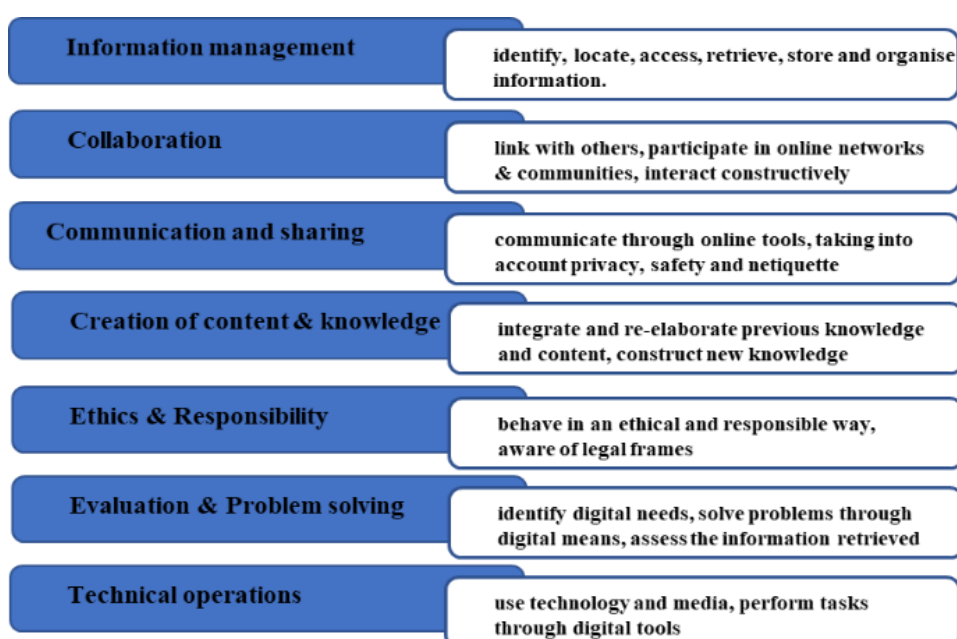 Information management
identify, locate, access, retrieve, store and organise
information.
Collaboration
link with others, participate in online networks
& communities, interact constructively
Communication and sharing
communicate through online tools, taking into
account privacy, safety and netiquette
Creation of content & knowledge
integrate and re-elaborate previous knowledge
and content, construct new knowledge
Ethics & Responsibility
behave in an ethical and responsible way,
aware of legal frames
Evaluation & Problem solving
identify digital needs, solve problems through
digital means, assess the information retrieved
Technical operations
use technology and media, perform tasks
through digital tools